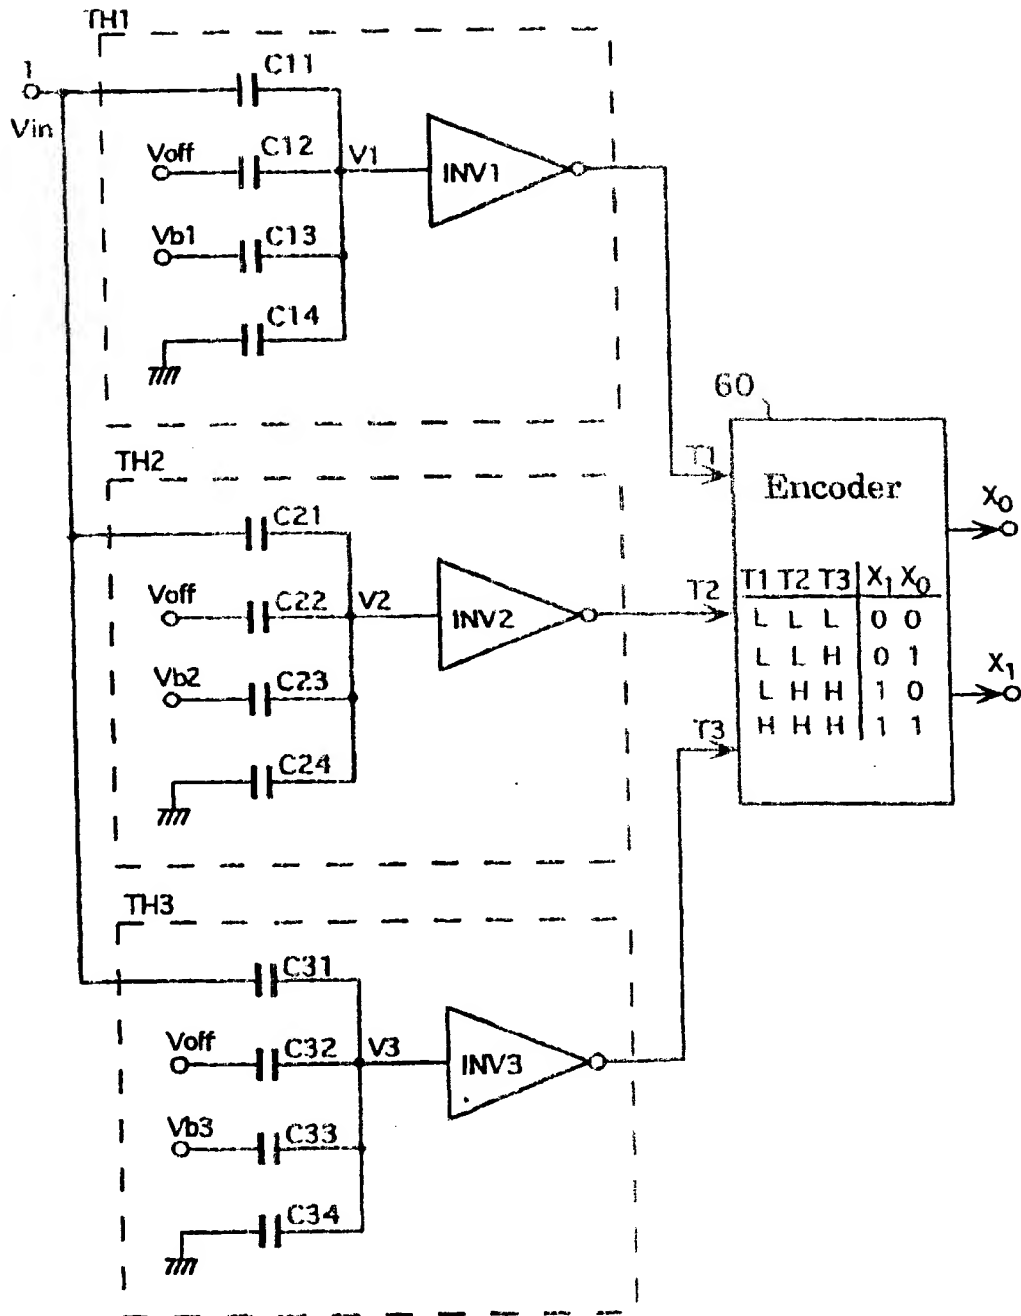 TH1
1
Vin
C11
Voff
C12
V1
INV1
Vb1
C13
C14
60
T1
Encoder
X0
TH2
C21
Voff
C22
V2
INV2
T2
T1 T2 T3 X1 X0
L L L 0 0
L L H 0 1
L H H 1 0
H H H 1 1
Vb2
C23
X1
T3
C24
TH3
C31
Voff
C32
V3
INV3
Vb3
C33
C34